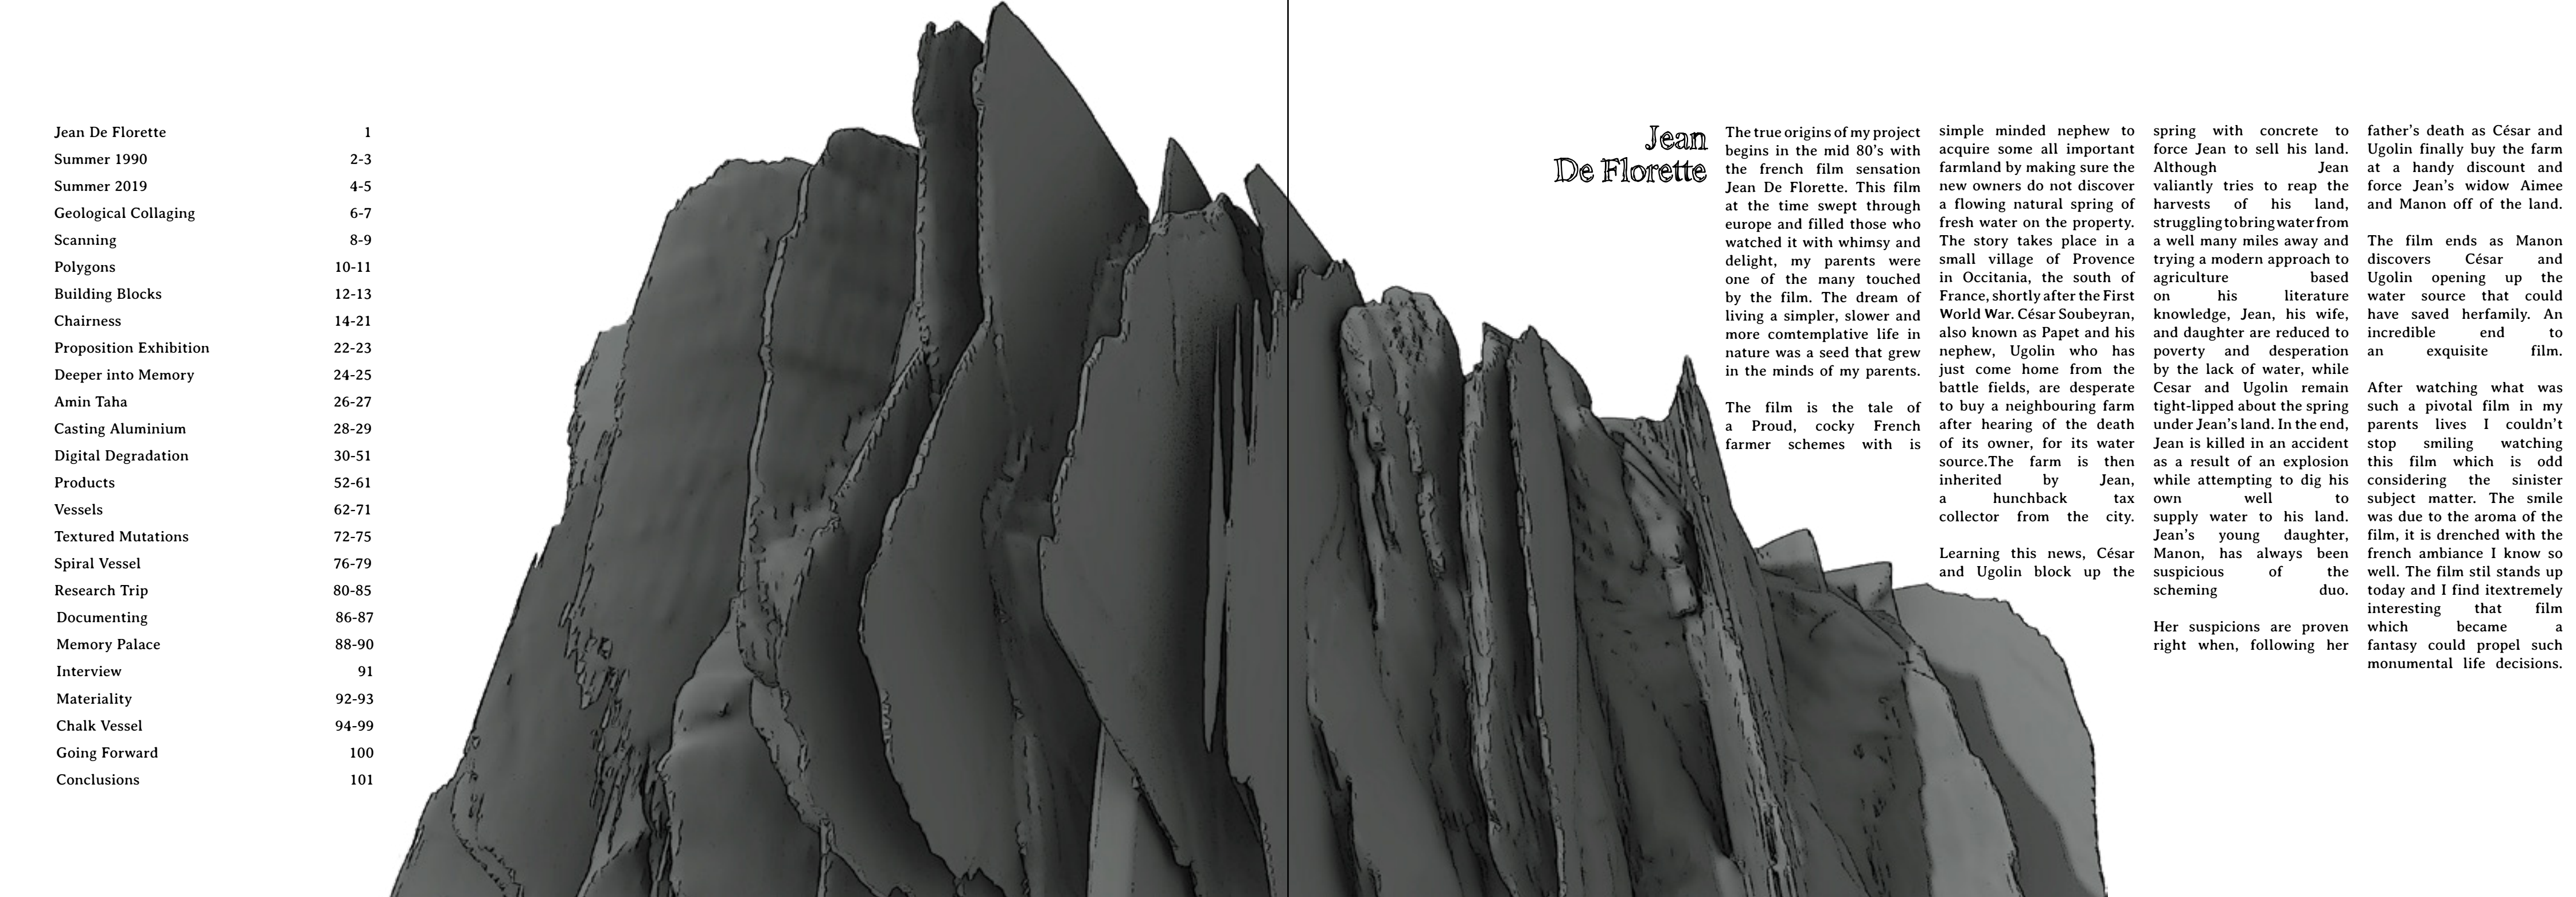 Jean De Florette 1
Summer 1990 2-3
Summer 2019 4-5
Geological Collaging 6-7
Scanning 8-9
Polygons 10-11
Building Blocks 12-13
Chairness 14-21
Proposition Exhibition 22-23
Deeper into Memory 24-25
Amin Taha 26-27
Casting Aluminium 28-29
Digital Degradation 30-51
Products 52-61
Vessels 62-71
Textured Mutations 72-75
Spiral Vessel 76-79
Research Trip 80-85
Documenting 86-87
Memory Palace 88-90
Interview 91
Materiality 92-93
Chalk Vessel 94-99
Going Forward 100
Conclusions 101
Jean
De Florette
The true origins of my project
begins in the mid 80's with
the french film sensation
Jean De Florette. This film
at the time swept through
europe and filled those who
watched it with whimsy and
delight, my parents were
one of the many touched
by the film. The dream of
living a simpler, slower and
more comtemplative life in
nature was a seed that grew
in the minds of my parents.
The film is the tale of
a Proud, cocky French
farmer schemes with is
simple minded nephew to
acquire some all important
farmland by making sure the
new owners do not discover
a flowing natural spring of
fresh water on the property.
The story takes place in a
small village of Provence
in Occitania, the south of
France, shortly after the First
World War. César Soubeyran,
also known as Papet and his
nephew, Ugolin who has
just come home from the
battle fields, are desperate
to buy a neighbouring farm
after hearing of the death
of its owner, for its water
source.The farm is then
inherited by Jean,
a hunchback tax
collector from the city.
Learning this news, César
and Ugolin block up the
spring with concrete to
force Jean to sell his land.
Although Jean
valiantly tries to reap the
harvests of his land,
struggling to bring water from
a well many miles away and
trying a modern approach to
agriculture based
on his literature
knowledge, Jean, his wife,
and daughter are reduced to
poverty and desperation
by the lack of water, while
Cesar and Ugolin remain
tight-lipped about the spring
under Jean's land. In the end,
Jean is killed in an accident
as a result of an explosion
while attempting to dig his
own well to
supply water to his land.
Jean's young daughter,
Manon, has always been
suspicious of the
scheming duo.
Her suspicions are proven
right when, following her
father's death as César and
Ugolin finally buy the farm
at a handy discount and
force Jean's widow Aimee
and Manon off of the land.
The film ends as Manon
discovers César and
Ugolin opening up the
water source that could
have saved herfamily. An
incredible end to
an exquisite film.
After watching what was
such a pivotal film in my
parents lives I couldn't
stop smiling watching
this film which is odd
considering the sinister
subject matter. The smile
was due to the aroma of the
film, it is drenched with the
french ambiance I know so
well. The film stil stands up
today and I find itextremely
interesting that film
which became a
fantasy could propel such
monumental life decisions.